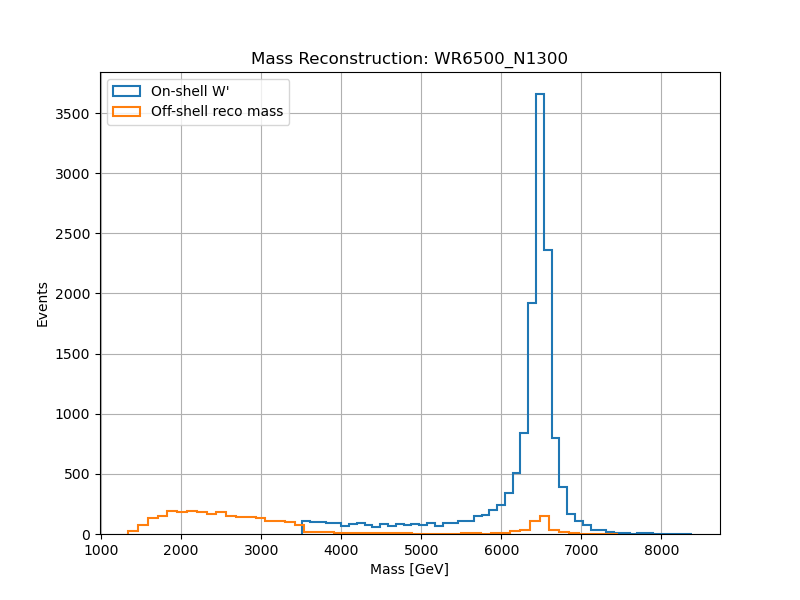 Mass Reconstruction: WR6500_N1300
On-shell W'
Off-shell reco mass
3500
3000
2500
2000
1500
1000
500
0
Events
1000 2000 3000 4000 5000 6000 7000 8000
Mass [GeV]